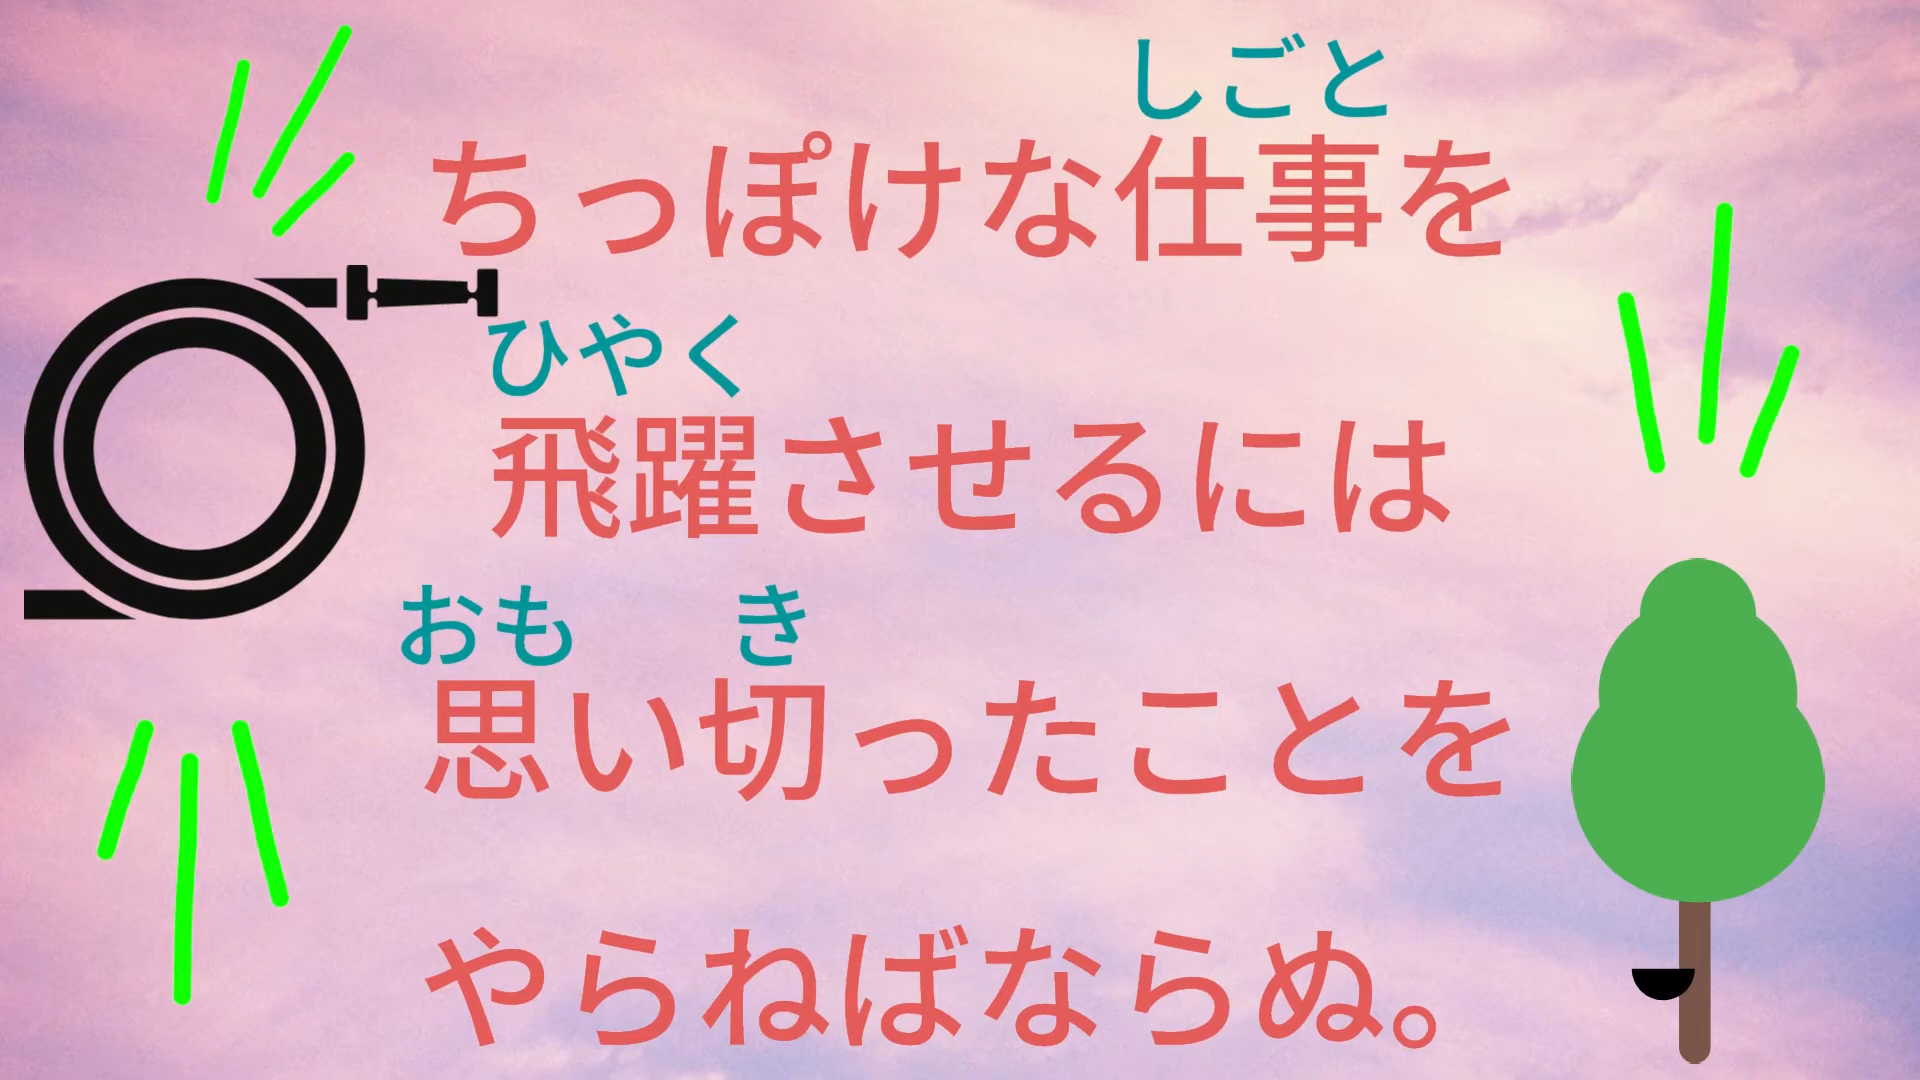 しごと
ちっぽけな仕事を
ひやく
飛躍させるには
おも き
思い切ったことを
やらねばならぬ。